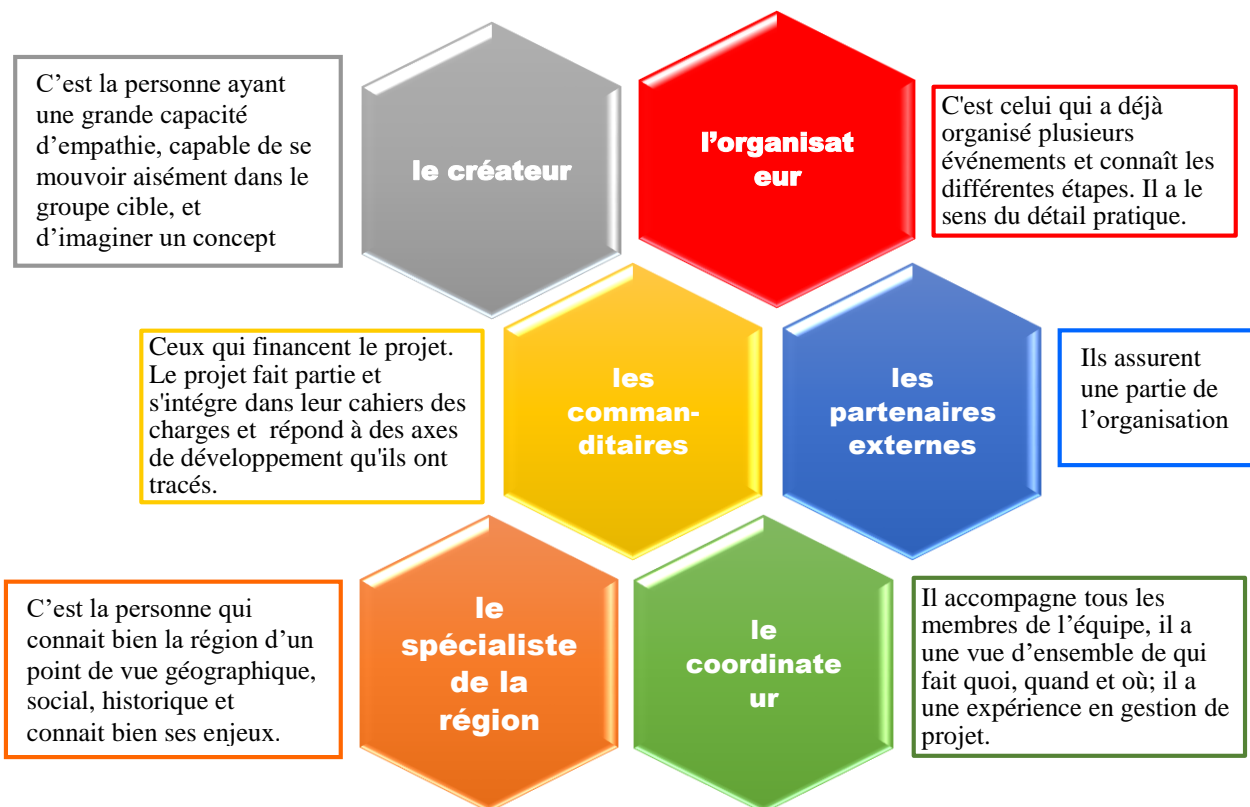 C’est la personne ayant
une grande capacité
d’empathie, capable de se
mouvoir aisément dans le
groupe cible, et
d’imaginer un concept
le créateur
l’organisat
eur
C'est celui qui a déjà
organisé plusieurs
événements et connaît les
différentes étapes. Il a le
sens du détail pratique.
Ceux qui financent le projet.
Le projet fait partie et
s'intégre dans leur cahiers des
charges et répond à des axes
de développement qu'ils ont
tracés.
les
comman-
ditaires
les
partenaires
externes
Ils assurent
une partie de
l’organisation
C’est la personne qui
connait bien la région d’un
point de vue géographique,
social, historique et
connait bien ses enjeux.
le
spécialiste
de la
région
le
coordinate
ur
Il accompagne tous les
membres de l’équipe, il a
une vue d’ensemble de qui
fait quoi, quand et où; il a
une expérience en gestion de
projet.